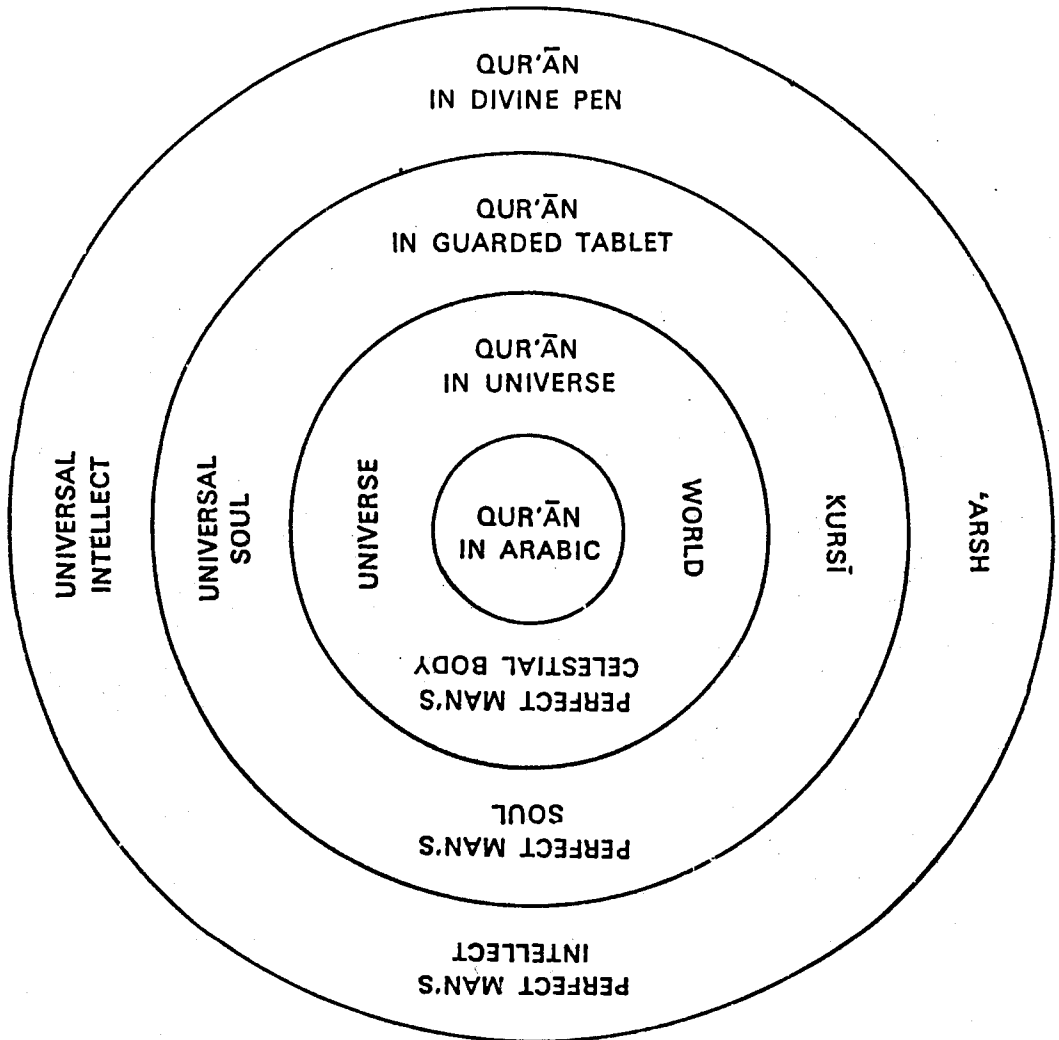 QUR'ĀN
IN DIVINE PEN
QUR'ĀN
IN GUARDED TABLET
QUR'ĀN
IN UNIVERSE
QUR'ĀN
IN ARABIC
UNIVERSAL
INTELLECT
UNIVERSAL
SOUL
UNIVERSE
WORLD
KURSĪ
'ARSH
PERFECT MAN'S
CELESTIAL BODY
PERFECT MAN'S
SOUL
PERFECT MAN'S
INTELLECT